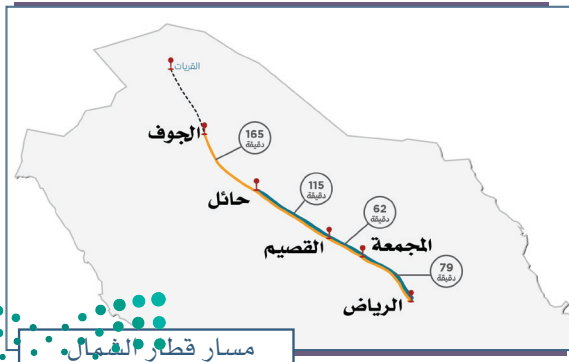 القريات
الجوف
165
دقيقة
حائل
115
دقيقة
القصيم
62
دقيقة
المجمعة
79
دقيقة
الرياض
مسار قطار الشمال